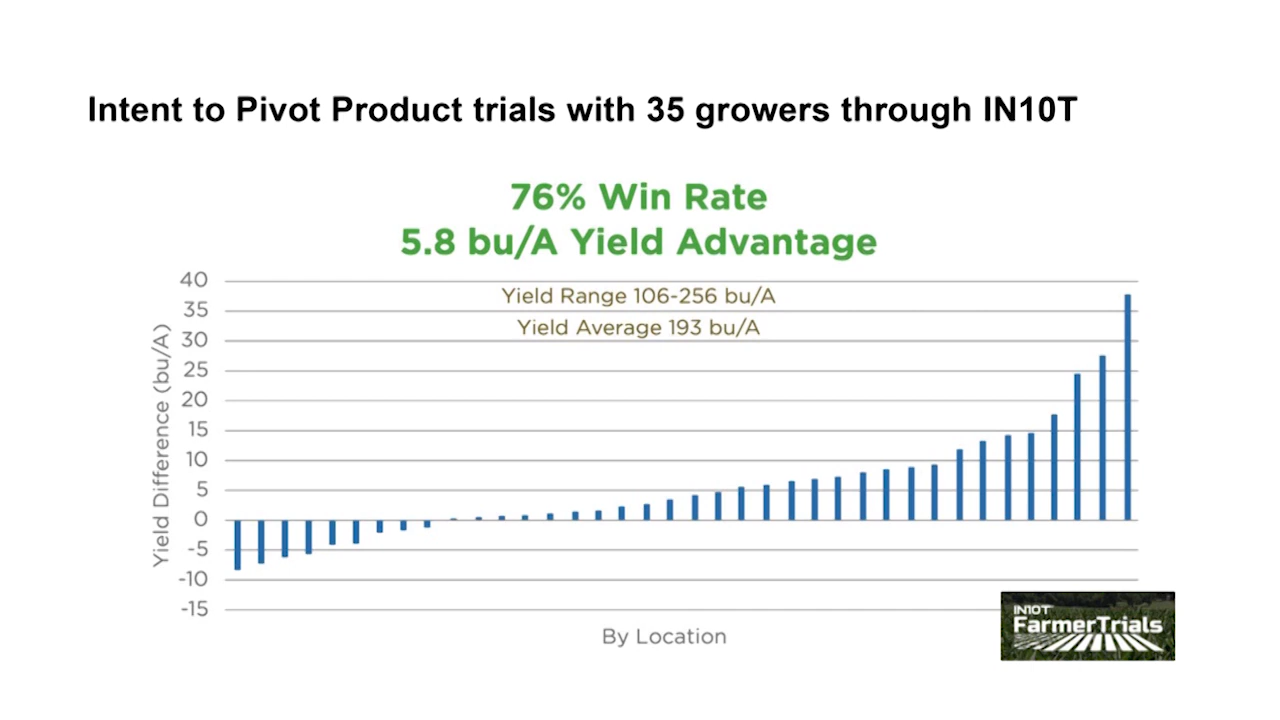 Intent to Pivot Product trials with 35 growers through IN10T
76% Win Rate
5.8 bu/A Yield Advantage
Yield Range 106-256 bu/A
Yield Average 193 bu/A
Yield Difference (bu/A)
40
35
30
25
20
15
10
5
0
-5
-10
-15
By Location
IN10T
FarmerTrials